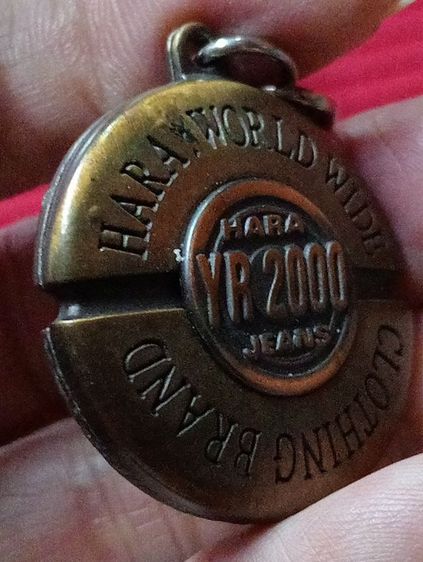 HARA WORLD WIDE
HARA
YR 2000
JEANS
CLOTHING BRAND